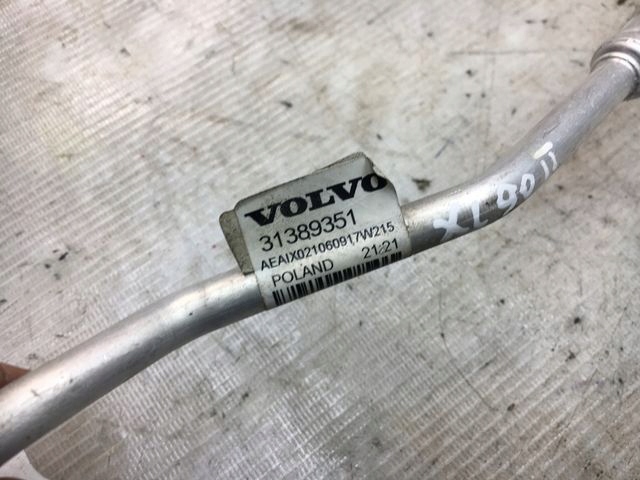 VOLVO
31389351
AEAIX021060917W215
POLAND 21:21
XC90 II